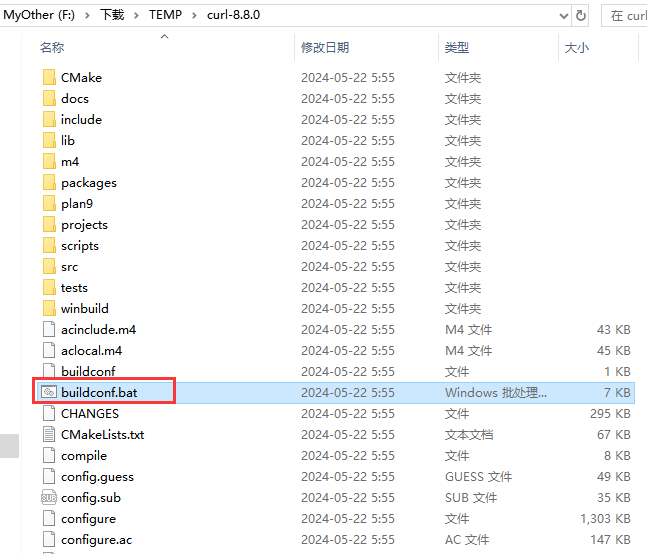 MyOther (F:) > 下载 > TEMP > curl-8.8.0 在 curl
名称 修改日期 类型 大小
CMake 2024-05-22 5:55 文件夹
docs 2024-05-22 5:55 文件夹
include 2024-05-22 5:55 文件夹
lib 2024-05-22 5:55 文件夹
m4 2024-05-22 5:55 文件夹
packages 2024-05-22 5:55 文件夹
plan9 2024-05-22 5:55 文件夹
projects 2024-05-22 5:55 文件夹
scripts 2024-05-22 5:55 文件夹
src 2024-05-22 5:55 文件夹
tests 2024-05-22 5:55 文件夹
winbuild 2024-05-22 5:55 文件夹
acinclude.m4 2024-05-22 5:55 M4 文件 43 KB
aclocal.m4 2024-05-22 5:55 M4 文件 45 KB
buildconf 2024-05-22 5:55 文件 1 KB
buildconf.bat 2024-05-22 5:55 Windows 批处理... 7 KB
CHANGES 2024-05-22 5:55 文件 295 KB
CMakeLists.txt 2024-05-22 5:55 文本文档 67 KB
compile 2024-05-22 5:55 文件 8 KB
config.guess 2024-05-22 5:55 GUESS 文件 49 KB
config.sub 2024-05-22 5:55 SUB 文件 35 KB
configure 2024-05-22 5:55 文件 1,303 KB
configure.ac 2024-05-22 5:55 AC 文件 147 KB